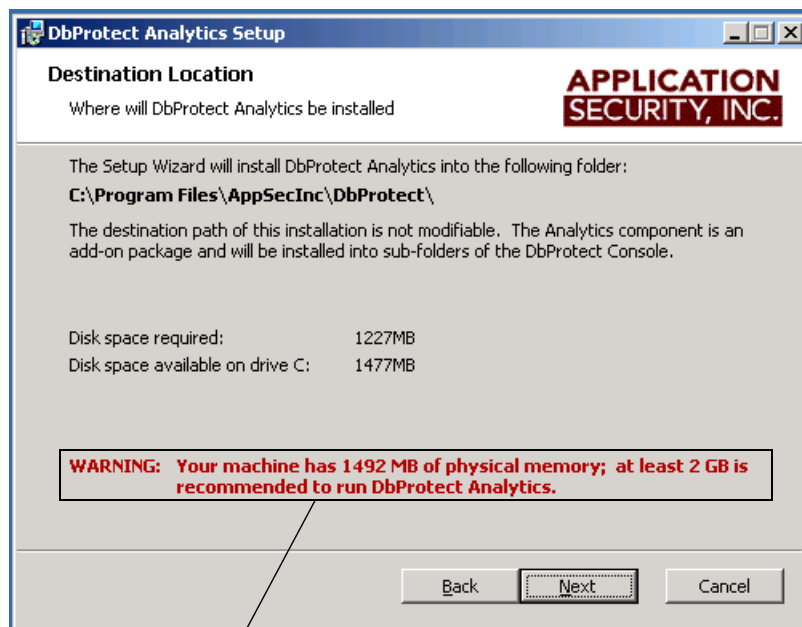 DbProtect Analytics Setup
Destination Location
Where will DbProtect Analytics be installed
APPLICATION
SECURITY, INC.
The Setup Wizard will install DbProtect Analytics into the following folder:
C:\Program Files\AppSecInc\DbProtect\
The destination path of this installation is not modifiable. The Analytics component is an
add-on package and will be installed into sub-folders of the DbProtect Console.
Disk space required: 1227MB
Disk space available on drive C: 1477MB
WARNING: Your machine has 1492 MB of physical memory; at least 2 GB is
recommended to run DbProtect Analytics.
Back Next Cancel